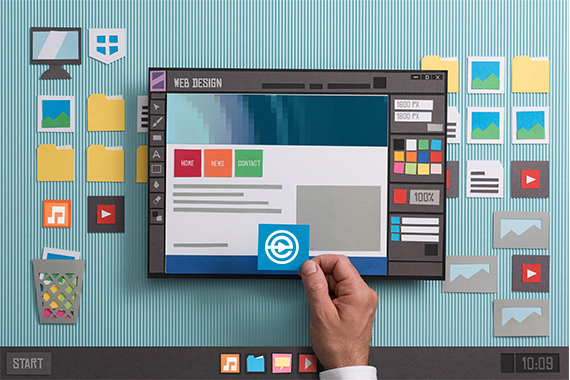 WEB DESIGN
1600 PX
1600 PX
HOME
NEWS
CONTACT
100%
START
10:09